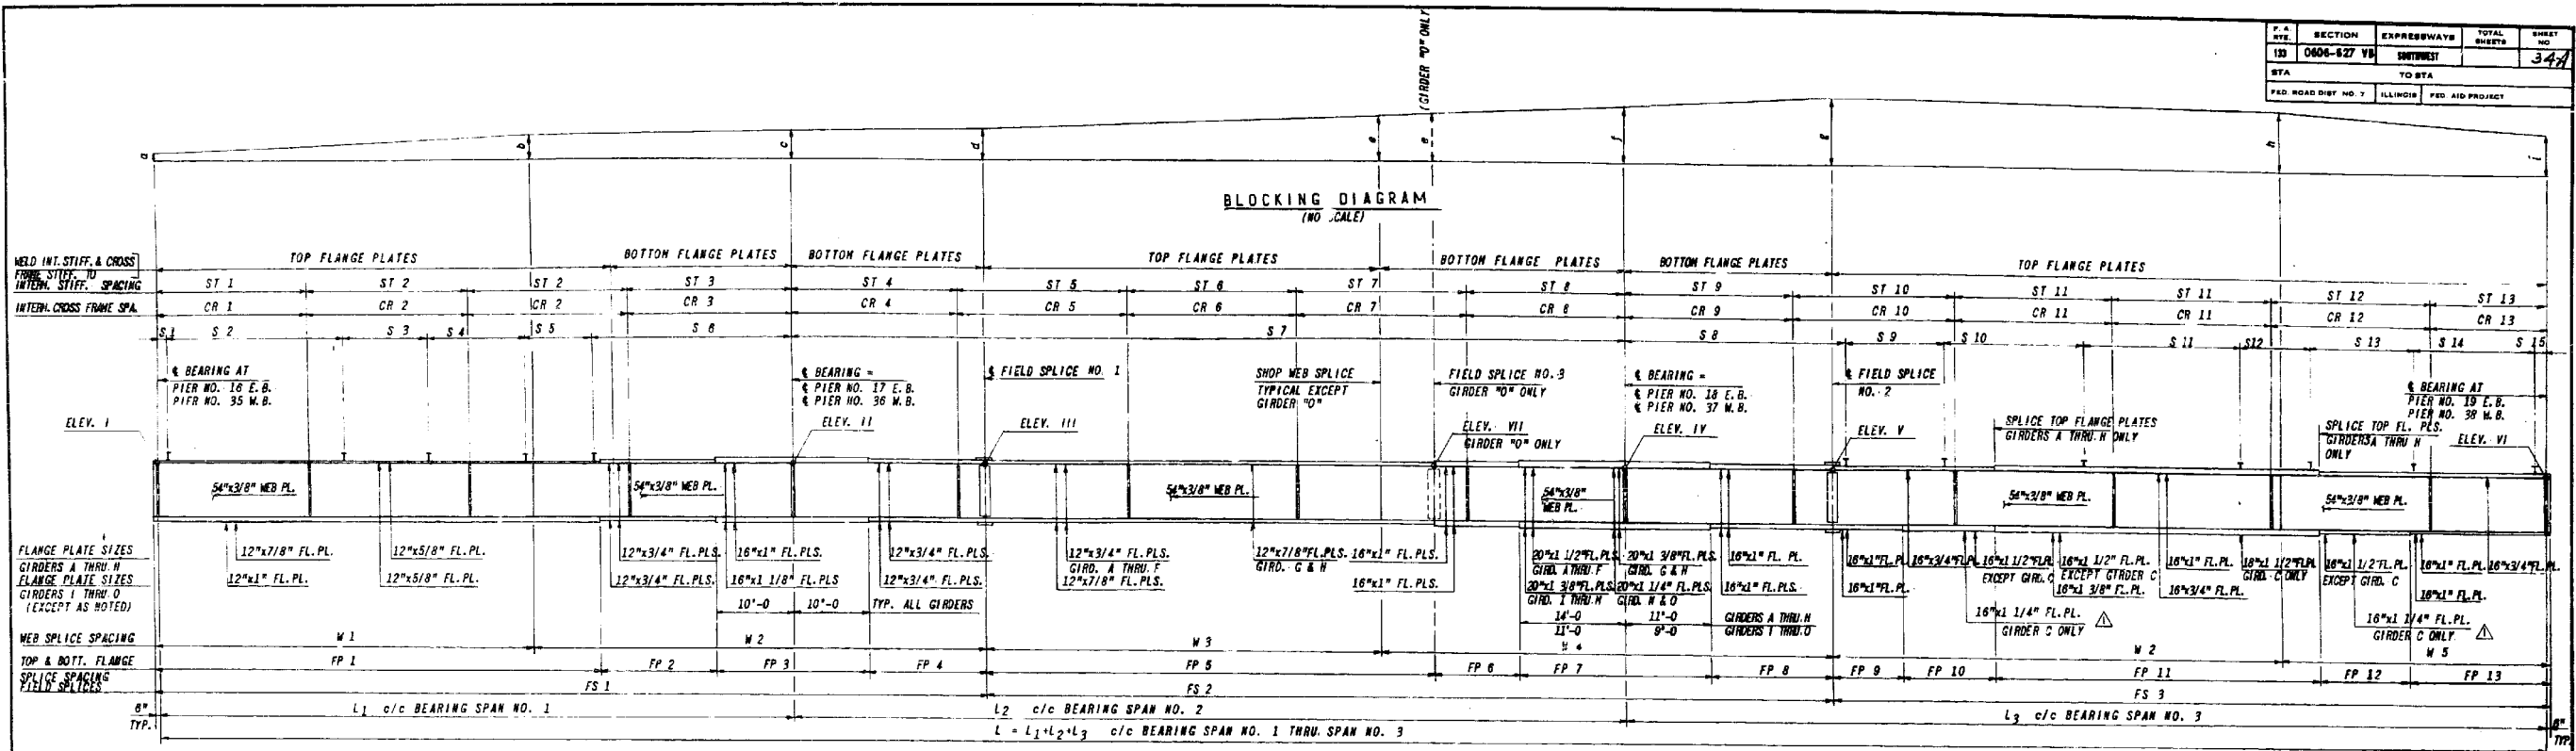 F. A. RTE. SECTION EXPRESSWAYS TOTAL SHEETS SHEET NO
133 0606-527 SOUTHWEST 34A
STA TO STA
FED. ROAD DIST NO. 7 ILLINOIS FED. AID PROJECT
(GIRDER "O" ONLY)
a b c d e e f g h i
BLOCKING DIAGRAM
(NO SCALE)
WELD INT. STIFF. & CROSS
FRAME STIFF. TO
TOP FLANGE PLATES BOTTOM FLANGE PLATES BOTTOM FLANGE PLATES TOP FLANGE PLATES BOTTOM FLANGE PLATES BOTTOM FLANGE PLATES TOP FLANGE PLATES
INTERM. STIFF. SPACING ST 1 ST 2 ST 2 ST 3 ST 4 ST 5 ST 6 ST 7 ST 8 ST 9 ST 10 ST 11 ST 11 ST 12 ST 13
INTERM. CROSS FRAME SPA. CR 1 CR 2 CR 2 CR 3 CR 4 CR 5 CR 6 CR 7 CR 8 CR 9 CR 10 CR 11 CR 11 CR 12 CR 13
S 1 S 2 S 3 S 4 S 5 S 6 S 7 S 8 S 9 S 10 S 11 S12 S 13 S 14 S 15
℄ BEARING AT
PIER NO. 16 E.B.
PIER NO. 35 W.B.
℄ BEARING =
℄ PIER NO. 17 E.B.
℄ PIER NO. 36 W.B.
℄ FIELD SPLICE NO. 1
SHOP WEB SPLICE
TYPICAL EXCEPT
GIRDER "O"
FIELD SPLICE NO. 3
GIRDER "O" ONLY
℄ BEARING =
℄ PIER NO. 18 E.B.
℄ PIER NO. 37 W.B.
℄ FIELD SPLICE
NO. 2
℄ BEARING AT
PIER NO. 19 E.B.
PIER NO. 38 W.B.
ELEV. I
ELEV. II
ELEV. III
ELEV. VII
GIRDER "O" ONLY
ELEV. IV
ELEV. V
SPLICE TOP FLANGE PLATES
GIRDERS A THRU. H ONLY
SPLICE TOP FL. PLS.
GIRDERS A THRU H
ONLY
ELEV. VI
54"x3/8" WEB PL. 54"x3/8" WEB PL. 54"x3/8" WEB PL. 54"x3/8" WEB PL. 54"x3/8" WEB PL. 54"x3/8" WEB PL.
FLANGE PLATE SIZES
GIRDERS A THRU. H
12"x7/8" FL.PL. 12"x5/8" FL.PL. 12"x3/4" FL.PLS. 16"x1" FL.PLS. 12"x3/4" FL.PLS.
12"x3/4" FL.PLS.
GIRD. A THRU. F
12"x7/8" FL.PLS.
GIRD. G & H
16"x1" FL.PLS.
20"x1 1/2" FL.PLS.
GIRD. A THRU. F
20"x1 3/8" FL.PLS.
GIRD. G & H
16"x1" FL. PL. 16"x1" FL.PL. 16"x3/4" FL.PL.
16"x1 1/2" FL.PL.
EXCEPT GIRD. C
16"x1 1/2" FL.PL.
EXCEPT GIRDER C
16"x1" FL.PL.
GIRD. C ONLY
16"x1 1/2" FL.PL.
EXCEPT GIRD. C
16"x1" FL.PL. 16"x3/4" FL.PL.
FLANGE PLATE SIZES
GIRDERS I THRU. O
(EXCEPT AS NOTED)
12"x1" FL.PL. 12"x5/8" FL.PL. 12"x3/4" FL.PLS. 16"x1 1/8" FL.PLS 12"x3/4" FL.PLS. 12"x7/8" FL.PLS. 16"x1" FL.PLS.
20"x1 3/8" FL.PLS.
20"x1 1/4" FL.PLS.
GIRD. N & O
16"x1" FL.PLS. 16"x1" FL.PL. 16"x1 3/8" FL.PL. 16"x3/4" FL.PL. 16"x1" FL.PL.
16"x1 1/4" FL.PL.
GIRDER C ONLY
16"x1 1/4" FL.PL.
GIRDER C ONLY
10'-0 10'-0 TYP. ALL GIRDERS
14'-0 11'-0 GIRDERS A THRU. H
11'-0 9'-0 GIRDERS I THRU. O
WEB SPLICE SPACING W 1 W 2 W 3 W 4 W 2 W 5
TOP & BOTT. FLANGE
SPLICE SPACING
FP 1 FP 2 FP 3 FP 4 FP 5 FP 6 FP 7 FP 8 FP 9 FP 10 FP 11 FP 12 FP 13
FIELD SPLICES FS 1 FS 2 FS 3
6"
TYP.
L1 c/c BEARING SPAN NO. 1
L2 c/c BEARING SPAN NO. 2
L3 c/c BEARING SPAN NO. 3
6"
TYP.
L = L1+L2+L3 c/c BEARING SPAN NO. 1 THRU. SPAN NO. 3